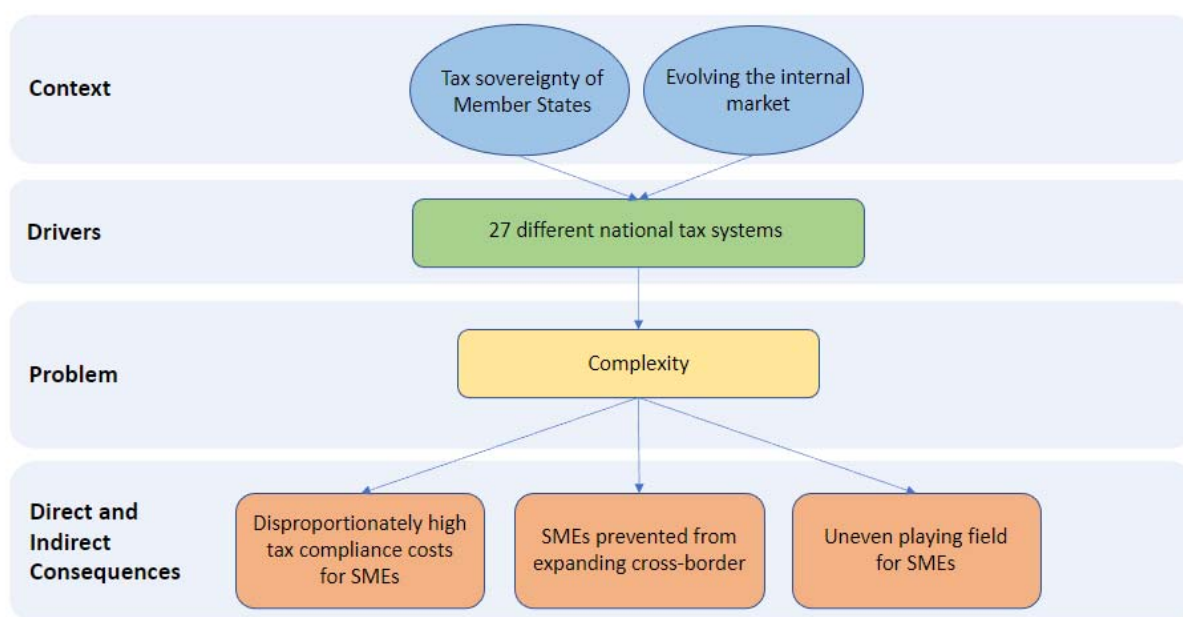 Context
Tax sovereignty of
Member States
Evolving the internal
market
Drivers
27 different national tax systems
Problem
Complexity
Direct and
Indirect
Consequences
Disproportionately high
tax compliance costs
for SMEs
SMEs prevented from
expanding cross-border
Uneven playing field
for SMEs